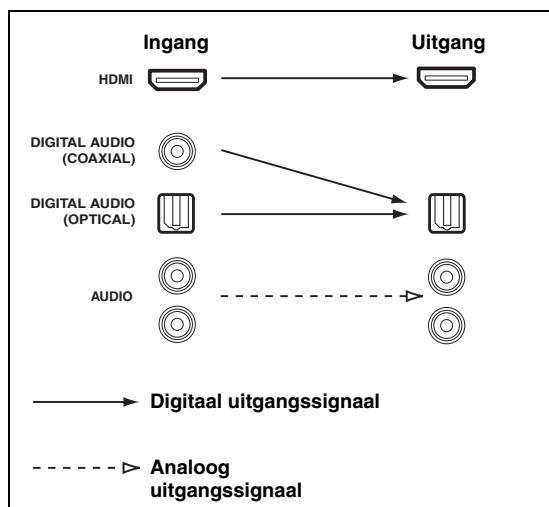 Ingang Uitgang
HDMI
DIGITAL AUDIO
(COAXIAL)
DIGITAL AUDIO
(OPTICAL)
AUDIO
Digitaal uitgangssignaal
Analoog
uitgangssignaal